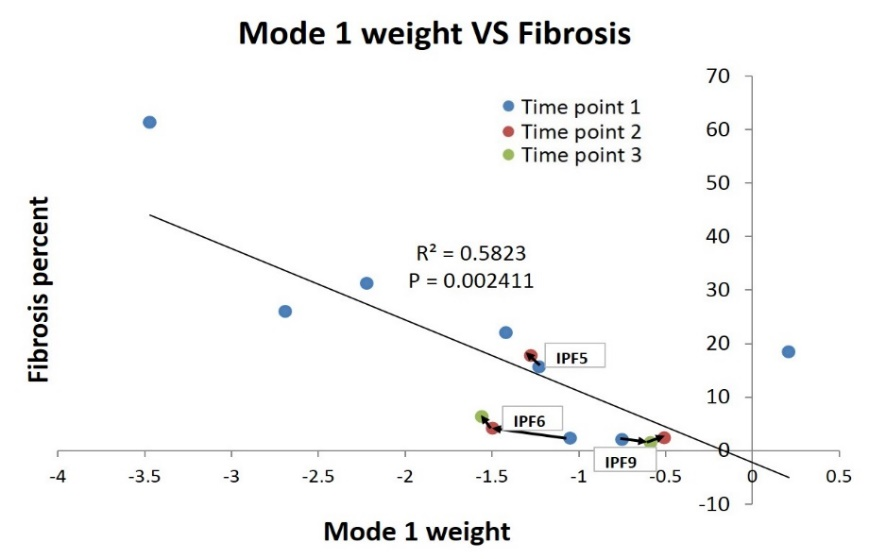 Mode 1 weight VS Fibrosis
70
60
50
40
30
20
10
0
-10
Time point 1
Time point 2
Time point 3
Fibrosis percent
R² = 0.5823
P = 0.002411
IPF5
IPF6
IPF9
-4 -3.5 -3 -2.5 -2 -1.5 -1 -0.5 0 0.5
Mode 1 weight